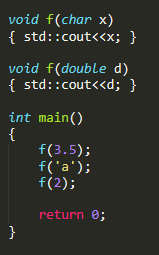 void f(char x)
{ std::cout<<x; }
void f(double d)
{ std::cout<<d; }
int main()
{
f(3.5);
f('a');
f(2);
return 0;
}